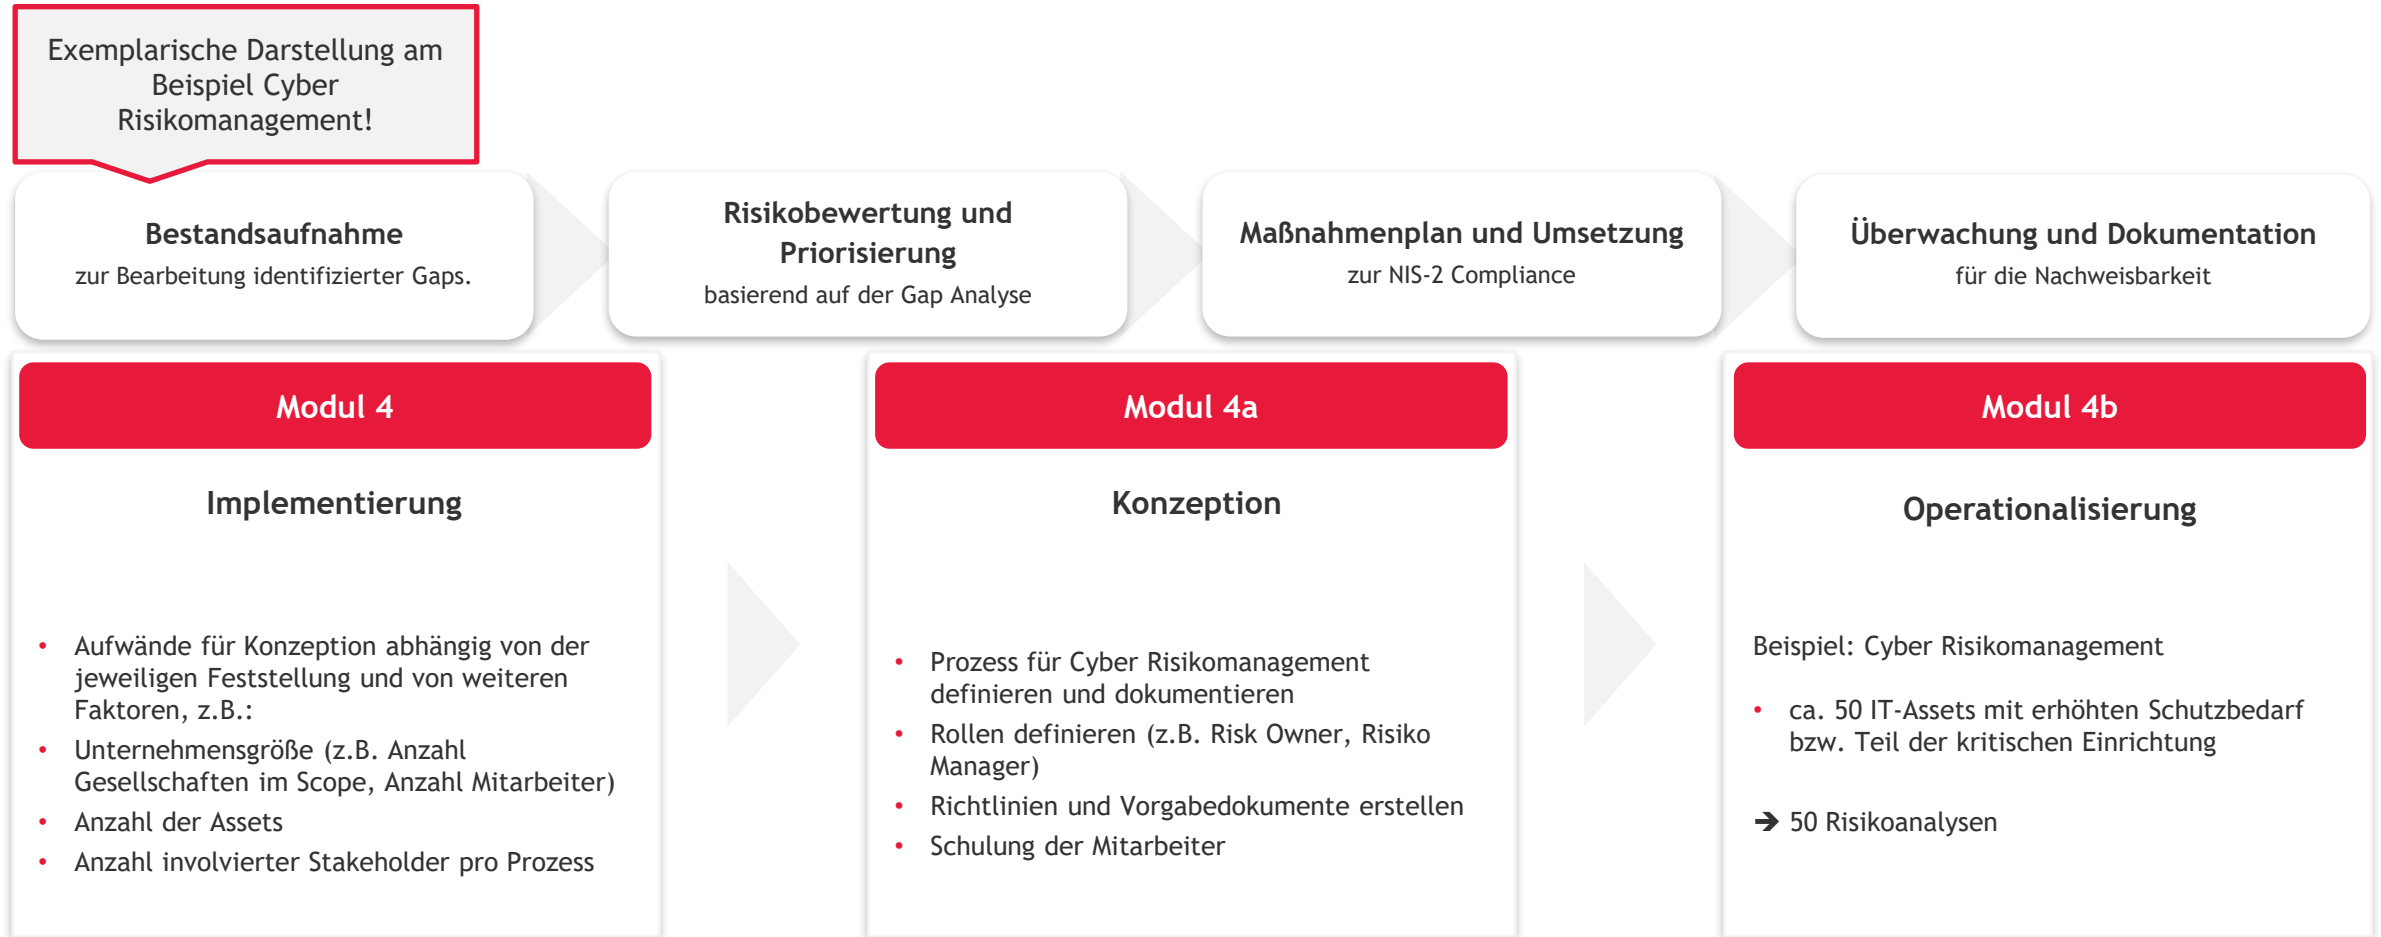 Exemplarische Darstellung am
Beispiel Cyber
Risikomanagement!
Bestandsaufnahme
zur Bearbeitung identifizierter Gaps.
Risikobewertung und
Priorisierung
basierend auf der Gap Analyse
Maßnahmenplan und Umsetzung
zur NIS-2 Compliance
Überwachung und Dokumentation
für die Nachweisbarkeit
Modul 4
Implementierung
• Aufwände für Konzeption abhängig von der
jeweiligen Feststellung und von weiteren
Faktoren, z.B.:
• Unternehmensgröße (z.B. Anzahl
Gesellschaften im Scope, Anzahl Mitarbeiter)
• Anzahl der Assets
• Anzahl involvierter Stakeholder pro Prozess
Modul 4a
Konzeption
• Prozess für Cyber Risikomanagement
definieren und dokumentieren
• Rollen definieren (z.B. Risk Owner, Risiko
Manager)
• Richtlinien und Vorgabedokumente erstellen
• Schulung der Mitarbeiter
Modul 4b
Operationalisierung
Beispiel: Cyber Risikomanagement
• ca. 50 IT-Assets mit erhöhten Schutzbedarf
bzw. Teil der kritischen Einrichtung
➔ 50 Risikoanalysen